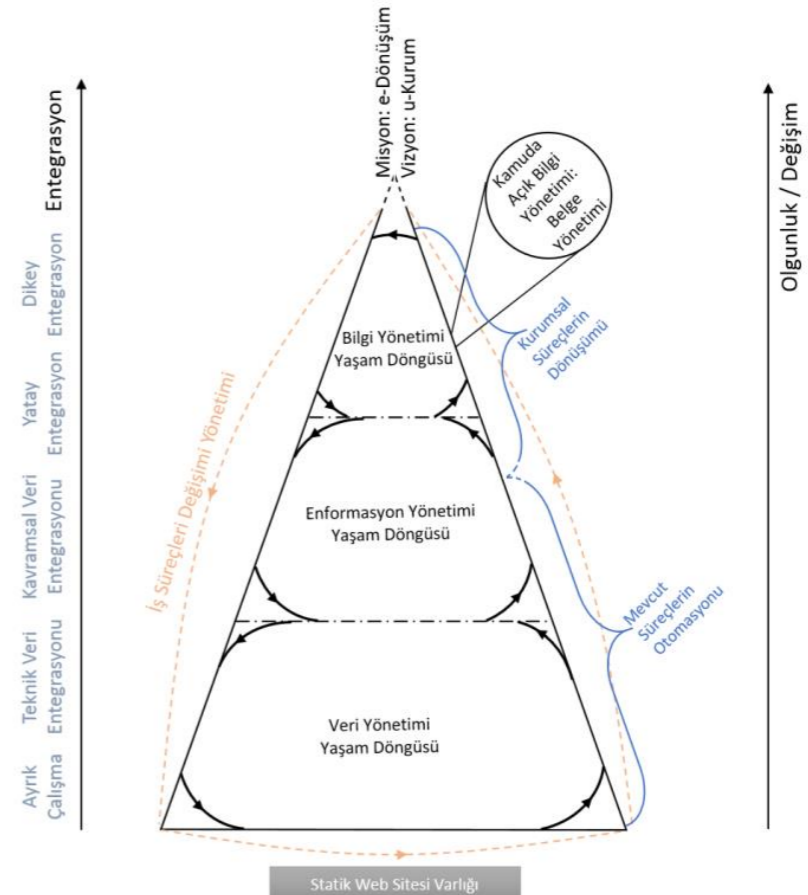 Misyon: e-Dönüşüm
Vizyon: u-Kurum
Entegrasyon
Olgunluk / Değişim
Kamuda
Açık Bilgi
Yönetimi:
Belge
Yönetimi
Dikey
Entegrasyon
Yatay
Entegrasyon
Kavramsal Veri
Entegrasyonu
Teknik Veri
Entegrasyonu
Ayrık
Çalışma
İş Süreçleri Değişimi Yönetimi
Bilgi Yönetimi
Yaşam Döngüsü
Kurumsal
Süreçlerin
Dönüşümü
Enformasyon Yönetimi
Yaşam Döngüsü
Mevcut
Süreçlerin
Otomasyonu
Veri Yönetimi
Yaşam Döngüsü
Statik Web Sitesi Varlığı